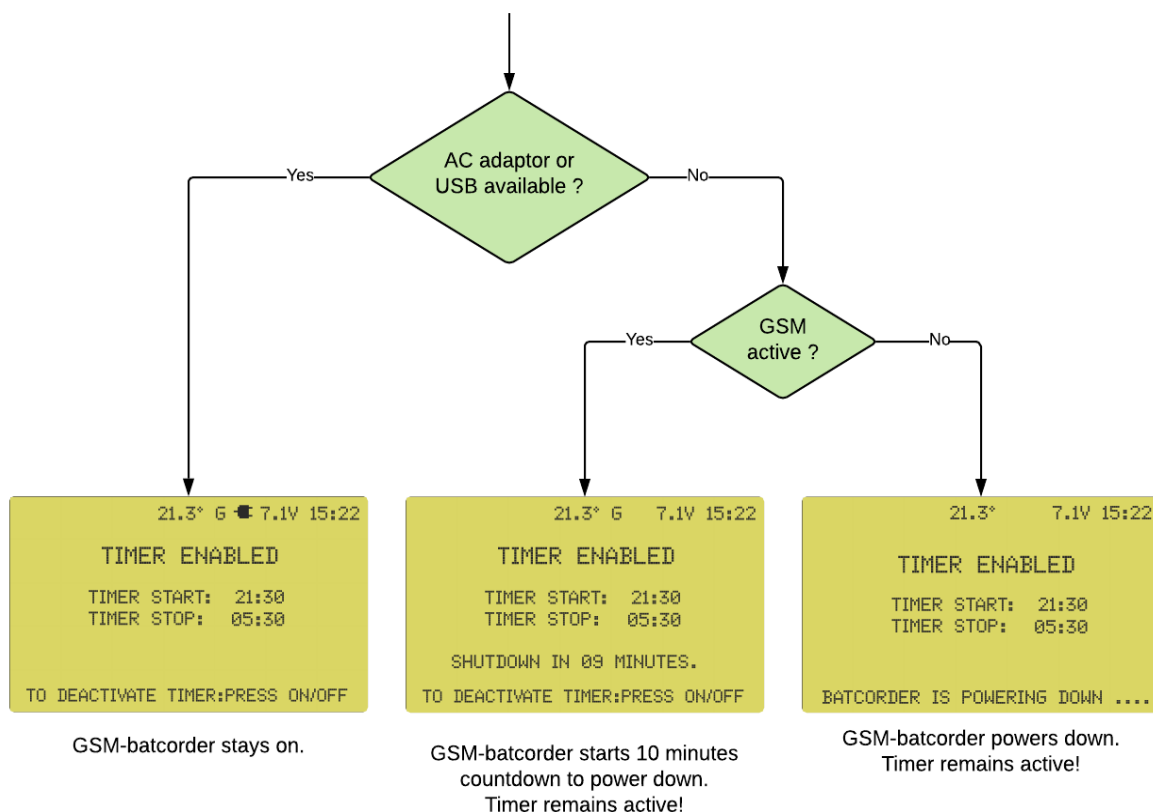 AC adaptor or
USB available ?
Yes
No
GSM
active ?
Yes
No
21.3° G 7.1V 15:22
TIMER ENABLED
TIMER START: 21:30
TIMER STOP: 05:30
TO DEACTIVATE TIMER:PRESS ON/OFF
GSM-batcorder stays on.
21.3° G 7.1V 15:22
TIMER ENABLED
TIMER START: 21:30
TIMER STOP: 05:30
SHUTDOWN IN 09 MINUTES.
TO DEACTIVATE TIMER:PRESS ON/OFF
GSM-batcorder starts 10 minutes
countdown to power down.
Timer remains active!
21.3° 7.1V 15:22
TIMER ENABLED
TIMER START: 21:30
TIMER STOP: 05:30
BATCORDER IS POWERING DOWN ....
GSM-batcorder powers down.
Timer remains active!